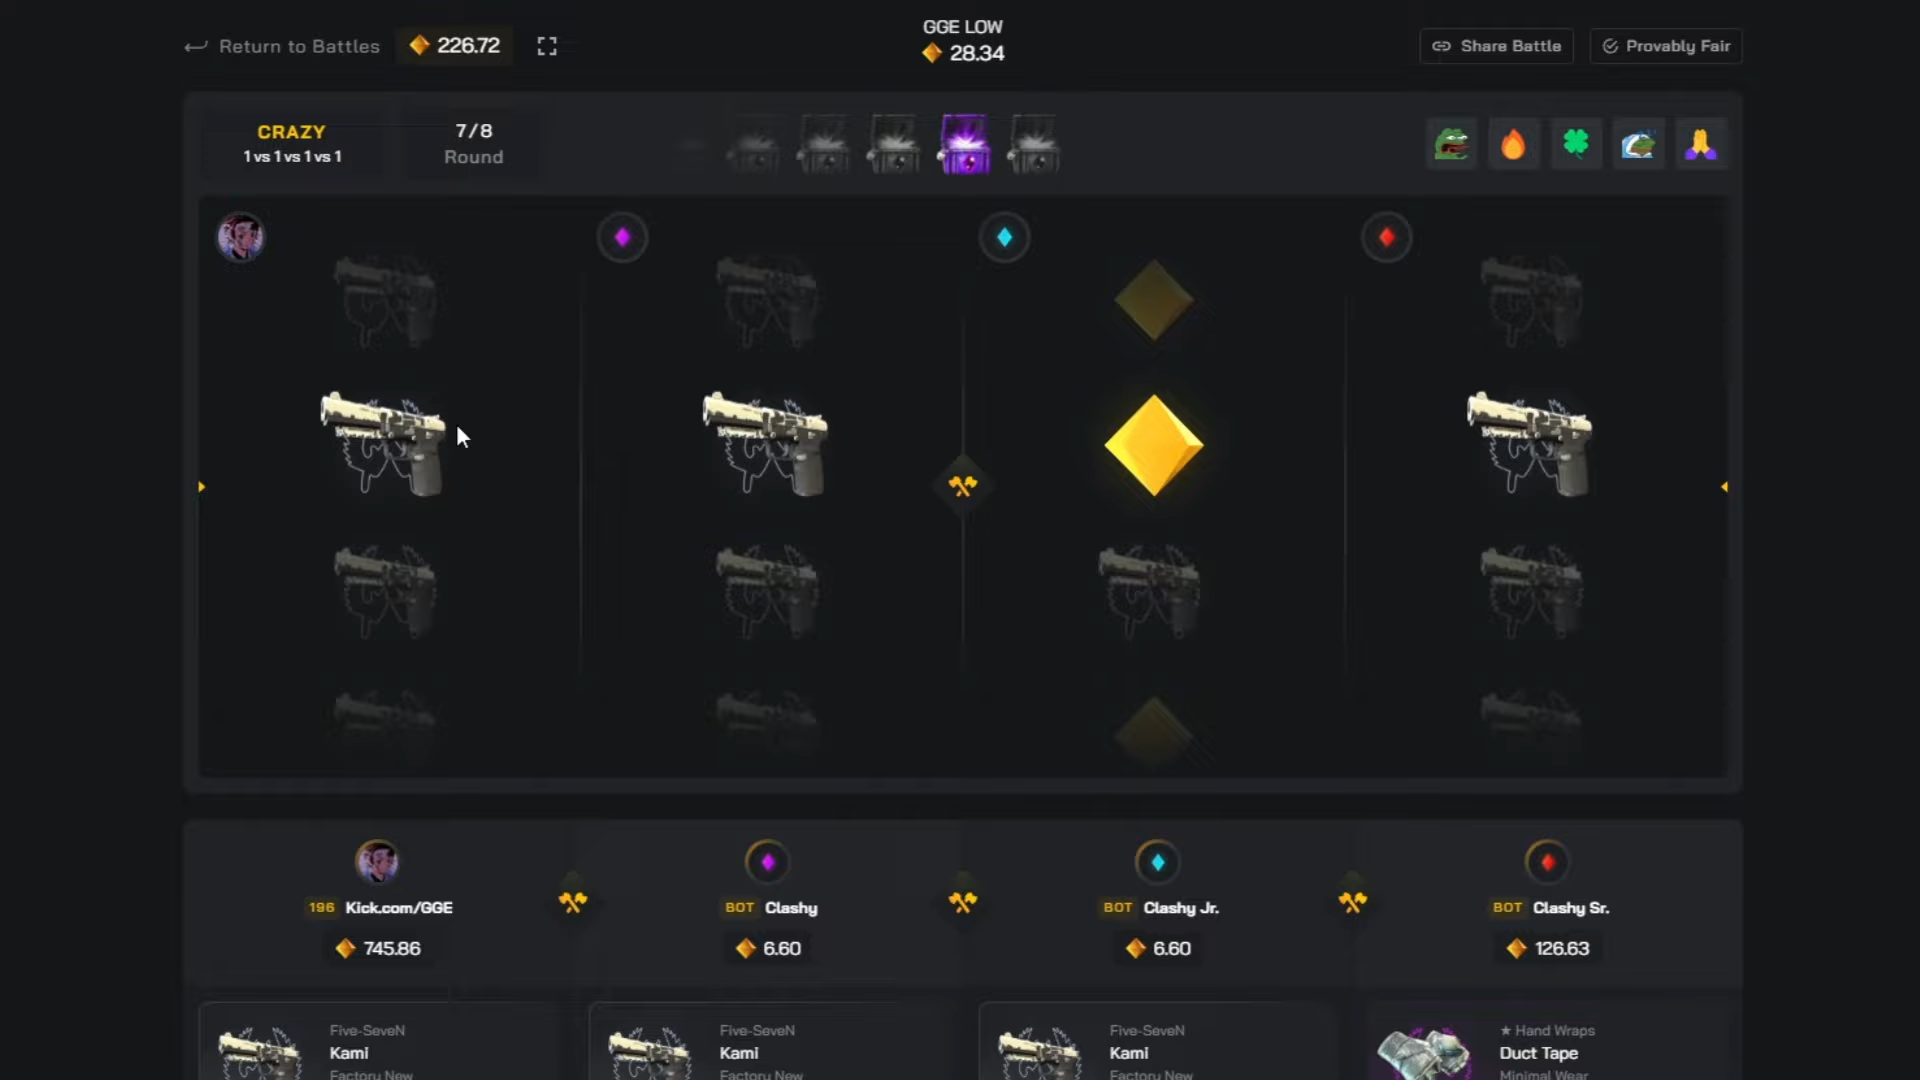 Return to Battles
226.72
GGE LOW
28.34
Share Battle
Provably Fair
CRAZY
1 vs 1 vs 1 vs 1
7/8
Round
196 Kick.com/GGE
745.86
BOT Clashy
6.60
BOT Clashy Jr.
6.60
BOT Clashy Sr.
126.63
Five-SeveN
Kami
Factory New
Five-SeveN
Kami
Factory New
Five-SeveN
Kami
Factory New
★ Hand Wraps
Duct Tape
Minimal Wear